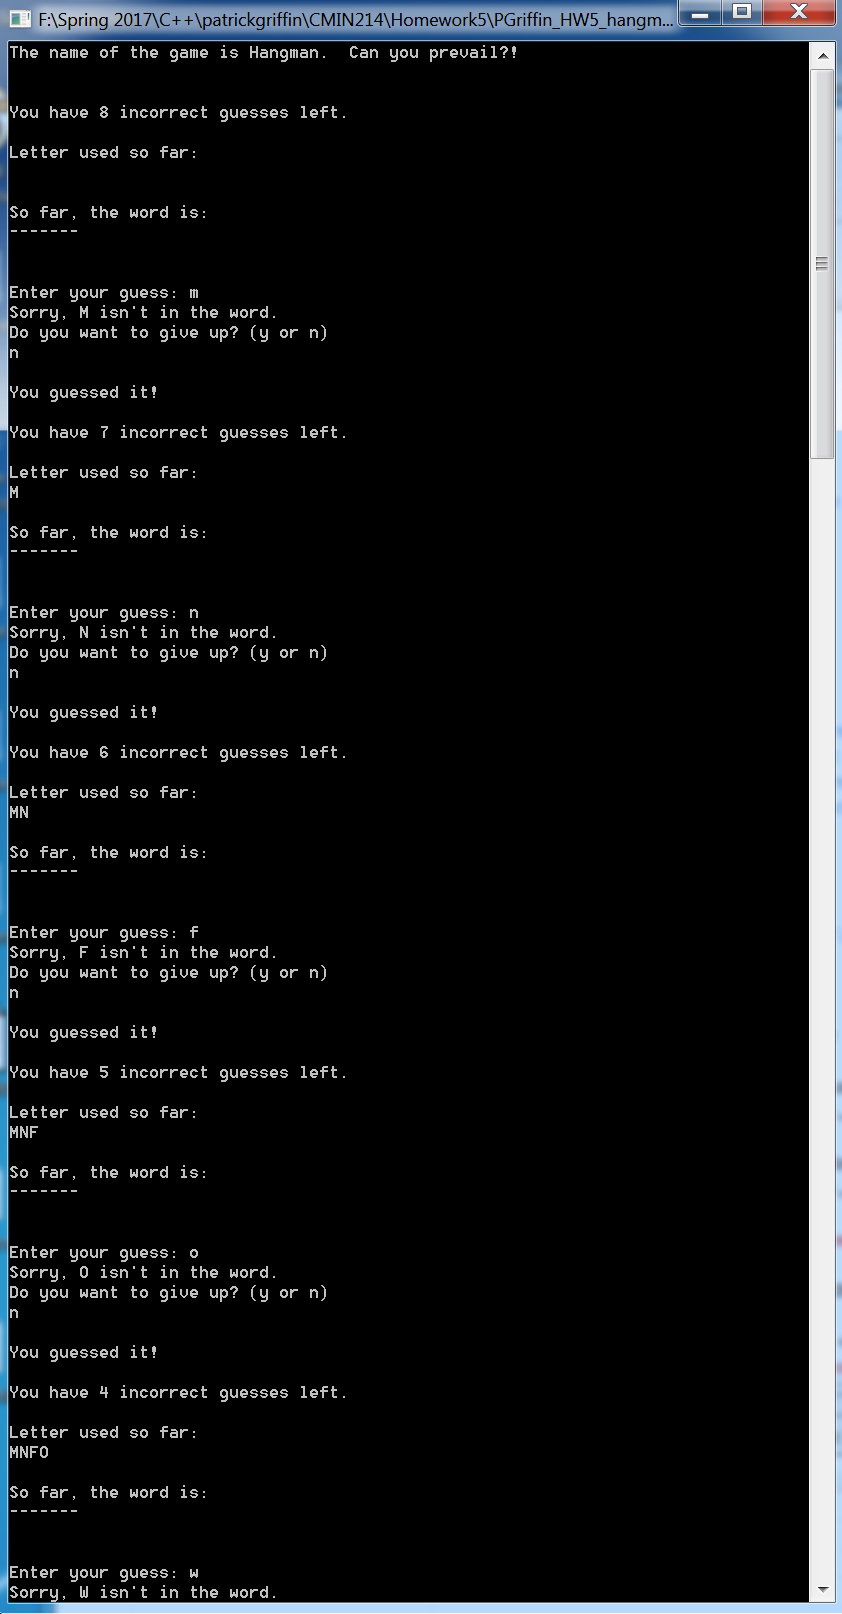 F:\Spring 2017\C++\patrickgriffin\CMIN214\Homework5\PGriffin_HW5_hangm...
The name of the game is Hangman.  Can you prevail?!
You have 8 incorrect guesses left.
Letter used so far:
So far, the word is:
-------
Enter your guess: m
Sorry, M isn't in the word.
Do you want to give up? (y or n)
n
You guessed it!
You have 7 incorrect guesses left.
Letter used so far:
M
So far, the word is:
-------
Enter your guess: n
Sorry, N isn't in the word.
Do you want to give up? (y or n)
n
You guessed it!
You have 6 incorrect guesses left.
Letter used so far:
MN
So far, the word is:
-------
Enter your guess: f
Sorry, F isn't in the word.
Do you want to give up? (y or n)
n
You guessed it!
You have 5 incorrect guesses left.
Letter used so far:
MNF
So far, the word is:
-------
Enter your guess: o
Sorry, O isn't in the word.
Do you want to give up? (y or n)
n
You guessed it!
You have 4 incorrect guesses left.
Letter used so far:
MNFO
So far, the word is:
-------
Enter your guess: w
Sorry, W isn't in the word.